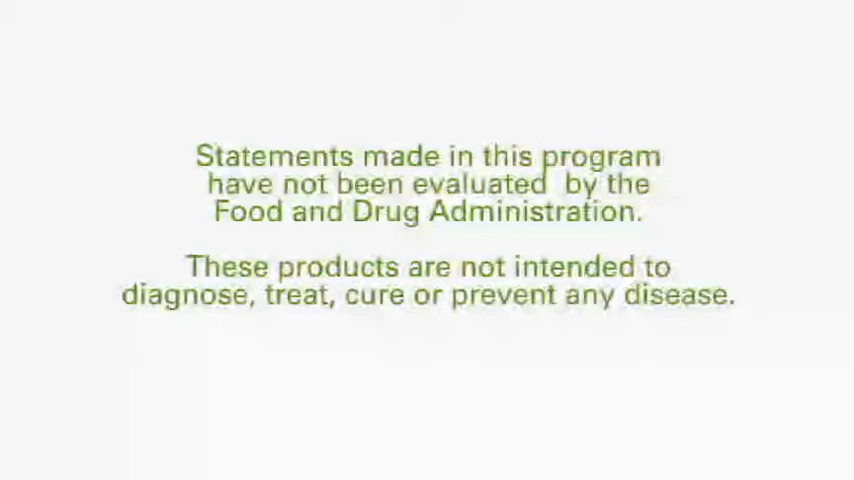 Statements made in this program
have not been evaluated by the
Food and Drug Administration.
These products are not intended to
diagnose, treat, cure or prevent any disease.